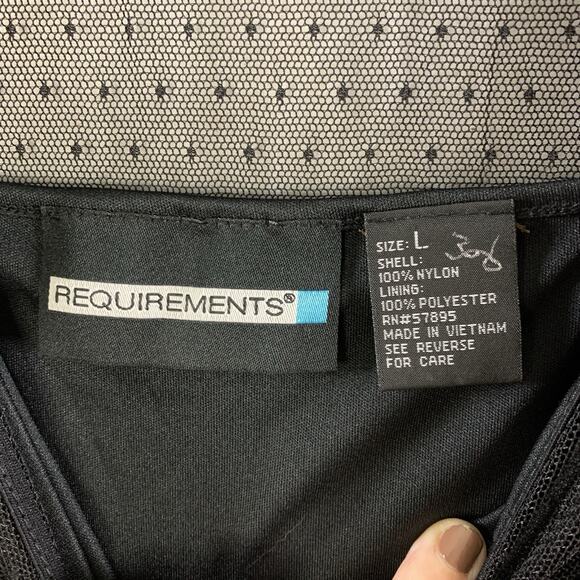 REQUIREMENTS®
SIZE: L
SHELL:
100% NYLON
LINING:
100% POLYESTER
RN#57895
MADE IN VIETNAM
SEE REVERSE
FOR CARE